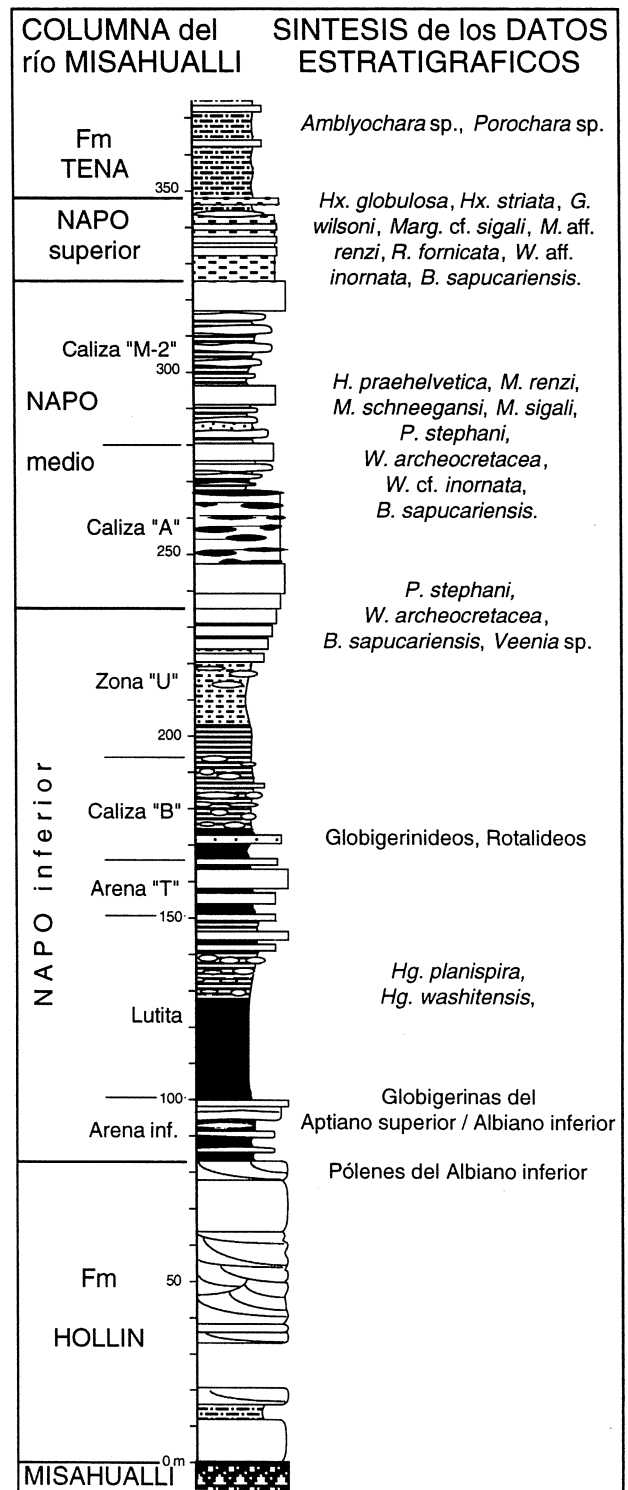 COLUMNA del
río MISAHUALLI
SINTESIS de los DATOS
ESTRATIGRAFICOS
Fm
TENA
Amblyochara sp., Porochara sp.
350
NAPO
superior
Hx. globulosa, Hx. striata, G.
wilsoni, Marg. cf. sigali, M. aff.
renzi, R. fornicata, W. aff.
inornata, B. sapucariensis.
Caliza "M-2"
300
NAPO
medio
H. praehelvetica, M. renzi,
M. schneegansi, M. sigali,
P. stephani,
W. archeocretacea,
W. cf. inornata,
B. sapucariensis.
Caliza "A"
250
P. stephani,
W. archeocretacea,
B. sapucariensis, Veenia sp.
Zona "U"
200
NAPO inferior
Caliza "B"
Globigerinideos, Rotalideos
Arena "T"
150
Hg. planispira,
Hg. washitensis,
Lutita
100
Globigerinas del
Aptiano superior / Albiano inferior
Arena inf.
Pólenes del Albiano inferior
Fm
HOLLIN
50
0 m
MISAHUALLI